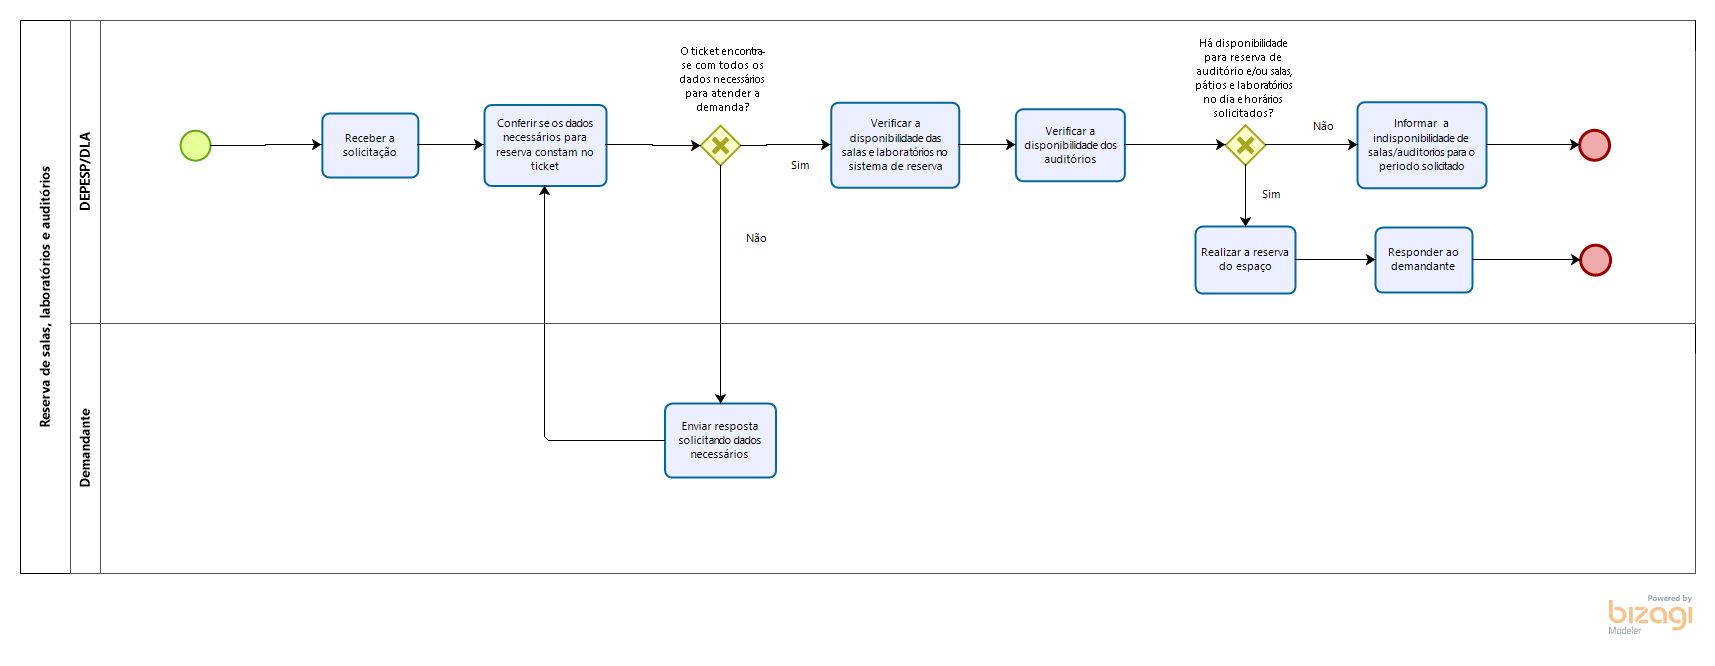 Reserva de salas, laboratórios e auditórios
DEPESP/DLA
Receber a
solicitação
Conferir se os dados
necessários para
reserva constam no
ticket
O ticket encontra-
se com todos os
dados necessários
para atender a
demanda?
Sim
Não
Verificar a
disponibilidade das
salas e laboratórios no
sistema de reserva
Verificar a
disponibilidade dos
auditórios
Há disponibilidade
para reserva de
auditório e/ou salas,
pátios e laboratórios
no dia e horários
solicitados?
Não
Sim
Informar a
indisponibilidade de
salas/auditorios para o
periodo solicitado
Realizar a reserva
do espaço
Responder ao
demandante
Demandante
Enviar resposta
solicitando dados
necessários
Powered by
bizagi
Modeler